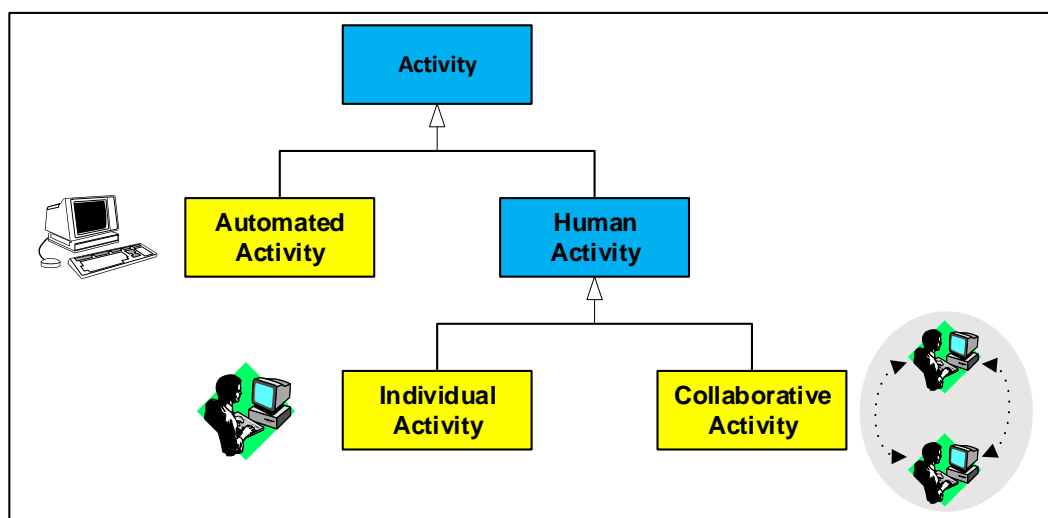 Activity
Automated
Activity
Human
Activity
Individual
Activity
Collaborative
Activity